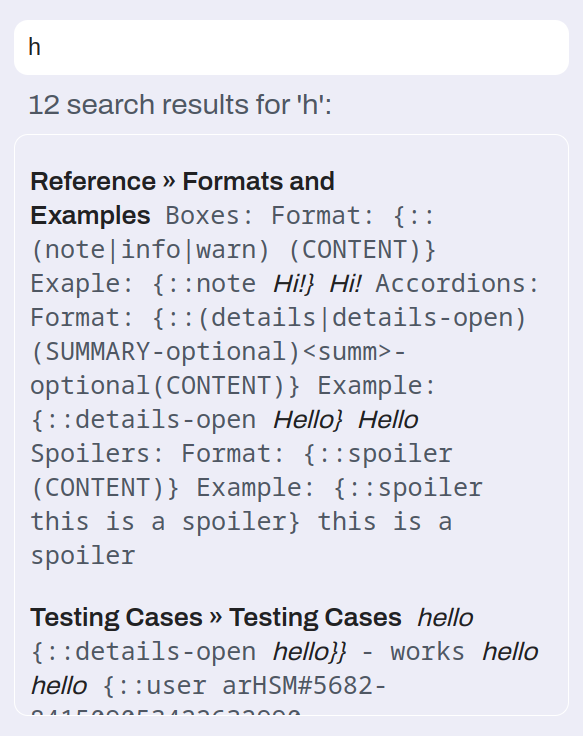 h
12 search results for 'h':
Reference » Formats and
Examples Boxes: Format: {::
(note|info|warn) (CONTENT)}
Exaple: {::note Hi!} Hi! Accordions:
Format: {::(details|details-open)
(SUMMARY-optional)<summ>-
optional(CONTENT)} Example:
{::details-open Hello} Hello
Spoilers: Format: {::spoiler
(CONTENT)} Example: {::spoiler
this is a spoiler} this is a
spoiler
Testing Cases » Testing Cases hello
{::details-open hello}} - works hello
hello {::user arHSM#5682-